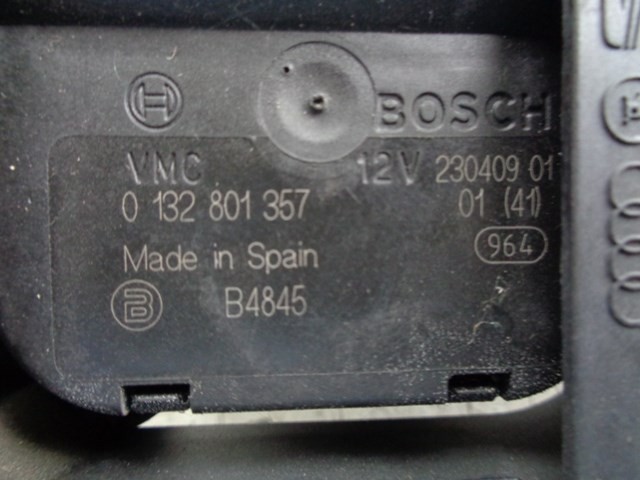 BOSCH
VMC 12V 230409 01
0 132 801 357 01 (41)
964
Made in Spain
B4845